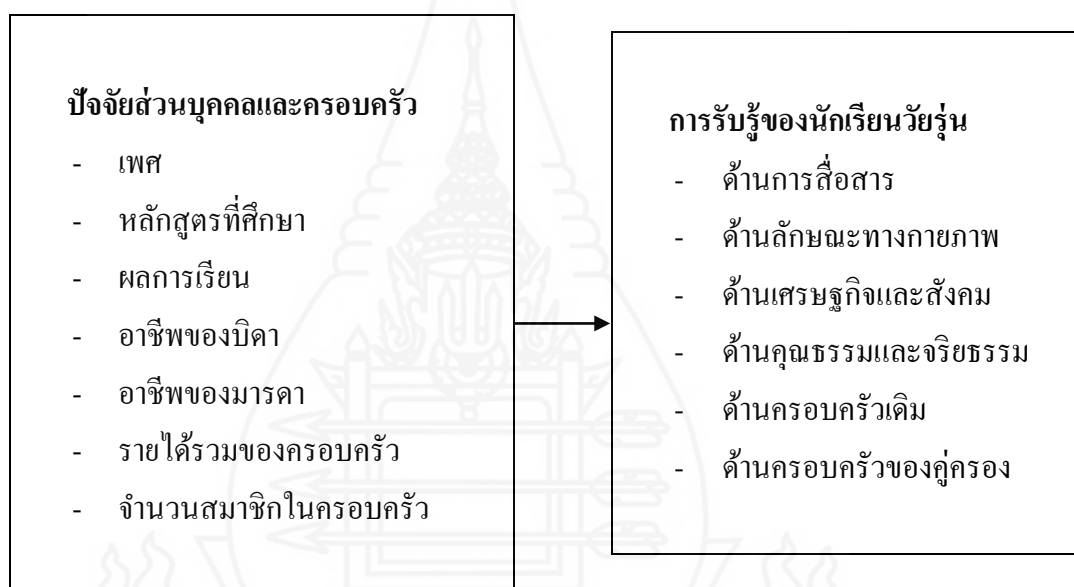 ปัจจัยส่วนบุคคลและครอบครัว
- เพศ
- หลักสูตรที่ศึกษา
- ผลการเรียน
- อาชีพของบิดา
- อาชีพของมารดา
- รายได้รวมของครอบครัว
- จำนวนสมาชิกในครอบครัว
การรับรู้ของนักเรียนวัยรุ่น
- ด้านการสื่อสาร
- ด้านลักษณะทางกายภาพ
- ด้านเศรษฐกิจและสังคม
- ด้านคุณธรรมและจริยธรรม
- ด้านครอบครัวเดิม
- ด้านครอบครัวของคู่ครอง